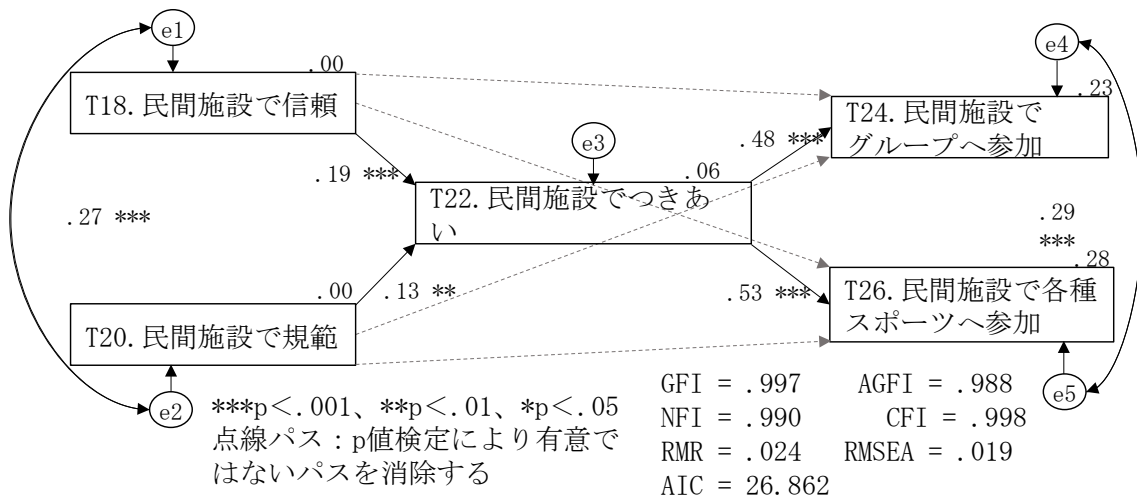 e1
e4
.00
.23
T18.民間施設で信頼
T24.民間施設で
グループへ参加
e3
.48 ***
.19 ***
.06
T22.民間施設でつきあ
い
.27 ***
.29
***
.28
.00
.13 **
.53 ***
T26.民間施設で各種
スポーツへ参加
T20.民間施設で規範
e2
e5
***p＜.001、**p＜.01、*p＜.05
点線パス：p値検定により有意で
はないパスを消除する
GFI = .997 AGFI = .988
NFI = .990 CFI = .998
RMR = .024 RMSEA = .019
AIC = 26.862